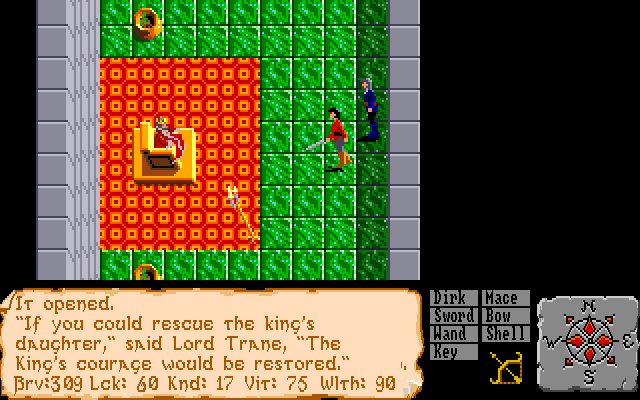 It opened.
"If you could rescue the king's
daughter," said Lord Trane, "The
King's courage would be restored."
Brv:309 Lck: 60 Knd: 17 Vit: 75 Wlth: 90
Dirk Mace
Sword Bow
Wand Shell
Key
N
W E
S